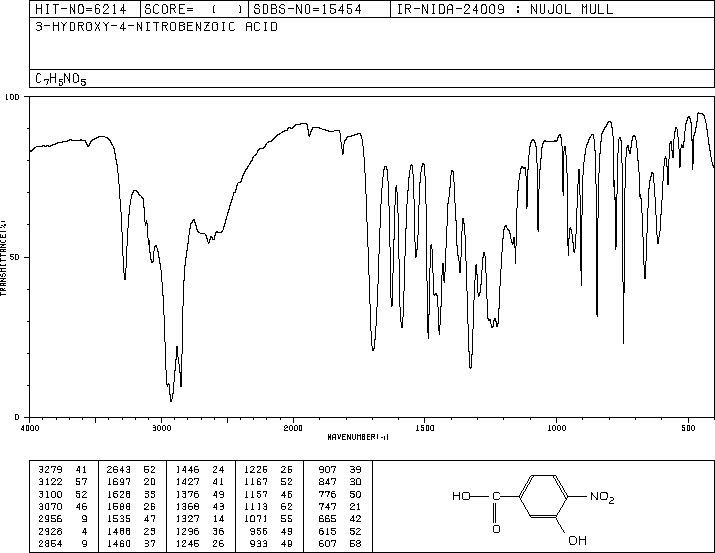 HIT-NO=6214 SCORE= ( ) SDBS-NO=15454 IR-NIDA-24009 : NUJOL MULL
3-HYDROXY-4-NITROBENZOIC ACID
C7H5NO5
100
50
0
TRANSMITTANCE(%)
4000 3000 2000 1500 1000 500
WAVENUMBER(-1)
3279 41 2643 52 1446 24 1226 26 907 39
3122 57 1697 20 1427 41 1167 52 847 30
3100 52 1628 35 1376 49 1157 46 776 50
3070 46 1588 26 1368 43 1113 62 747 21
2956 9 1535 47 1327 14 1071 55 665 42
2928 4 1488 23 1296 36 956 49 615 52
2854 9 1460 37 1245 26 933 49 607 58
HO C NO2
O
OH